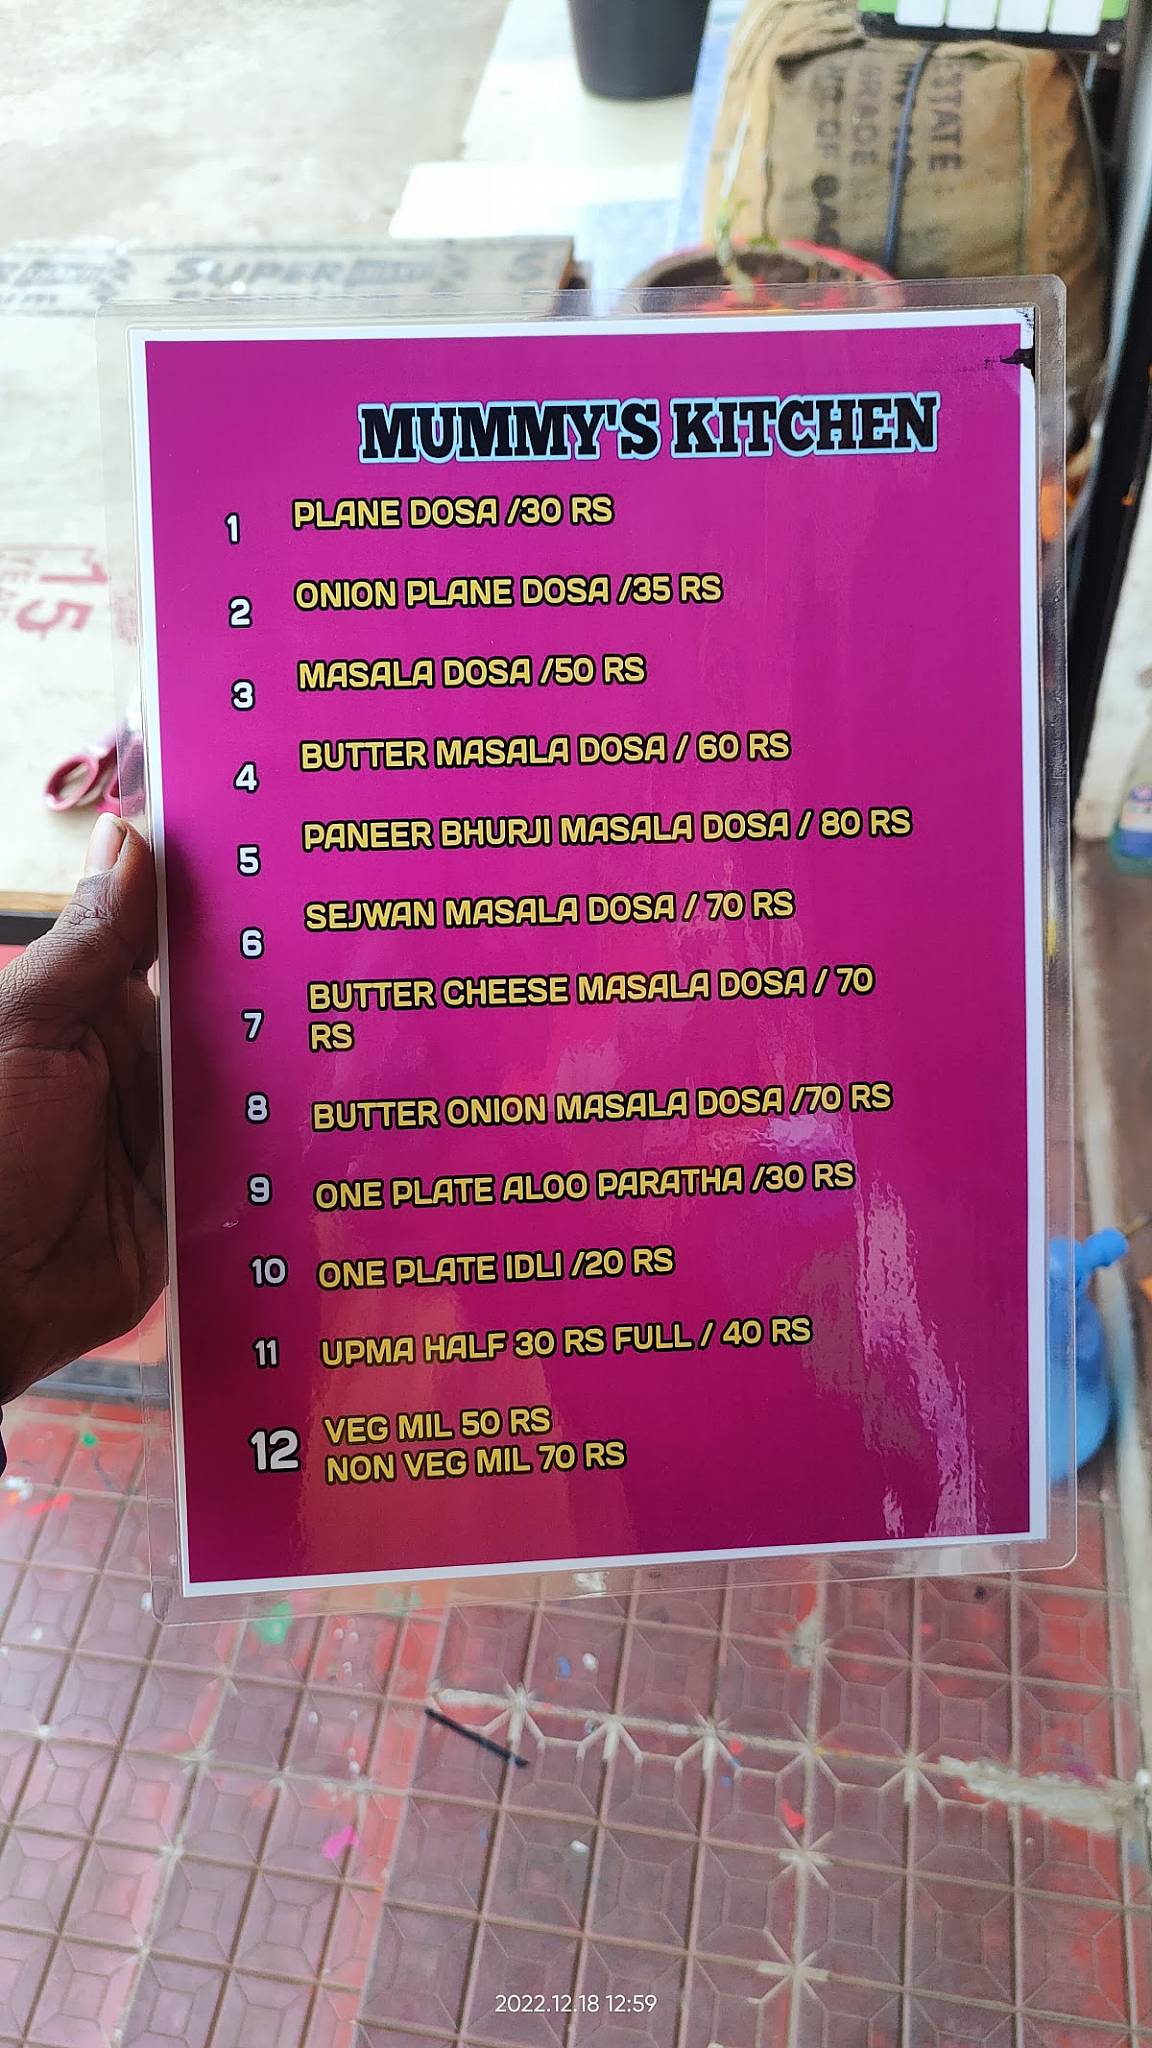 ESTATE:
GRADE :
SUPER
15
MUMMY'S KITCHEN
1 PLANE DOSA /30 RS
2 ONION PLANE DOSA /35 RS
3 MASALA DOSA /50 RS
4 BUTTER MASALA DOSA / 60 RS
5 PANEER BHURJI MASALA DOSA / 80 RS
6 SEJWAN MASALA DOSA / 70 RS
7 BUTTER CHEESE MASALA DOSA / 70
RS
8 BUTTER ONION MASALA DOSA /70 RS
9 ONE PLATE ALOO PARATHA /30 RS
10 ONE PLATE IDLI /20 RS
11 UPMA HALF 30 RS FULL / 40 RS
12 VEG MIL 50 RS
NON VEG MIL 70 RS
2022.12.18 12:59